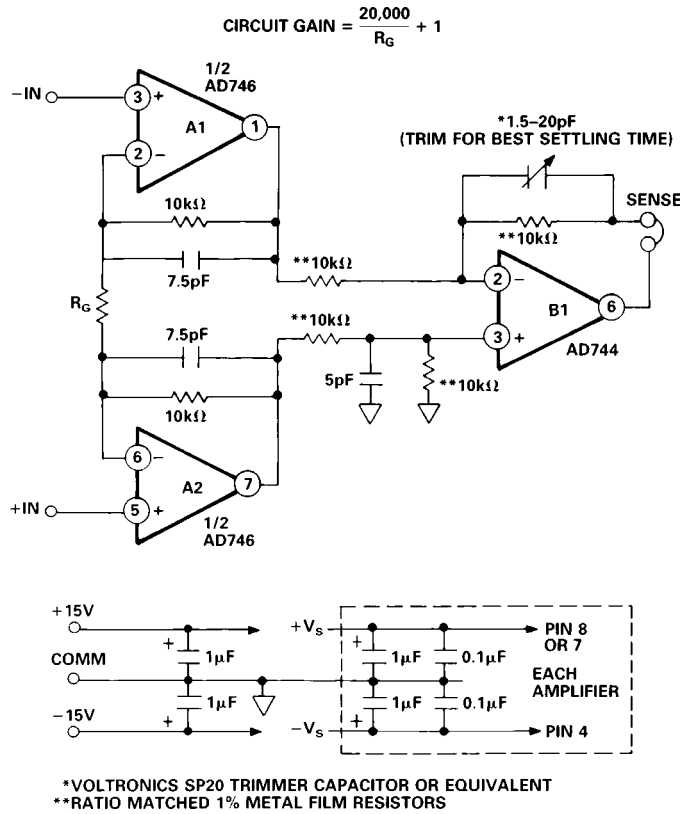 CIRCUIT GAIN = 20,000 / R_G + 1
1/2
AD746
−IN
3
+
A1
1
2
−
*1.5–20pF
(TRIM FOR BEST SETTLING TIME)
10kΩ
SENSE
**10kΩ
7.5pF
**10kΩ
2
−
R_G
B1
6
7.5pF
**10kΩ
3
+
AD744
5pF
**10kΩ
10kΩ
6
−
A2
7
+IN
5
+
1/2
AD746
+15V
+V_S
PIN 8
OR 7
+
1µF
+
1µF
0.1µF
COMM
EACH
AMPLIFIER
1µF
+
1µF
+
0.1µF
−15V
−V_S
PIN 4
*VOLTRONICS SP20 TRIMMER CAPACITOR OR EQUIVALENT
**RATIO MATCHED 1% METAL FILM RESISTORS